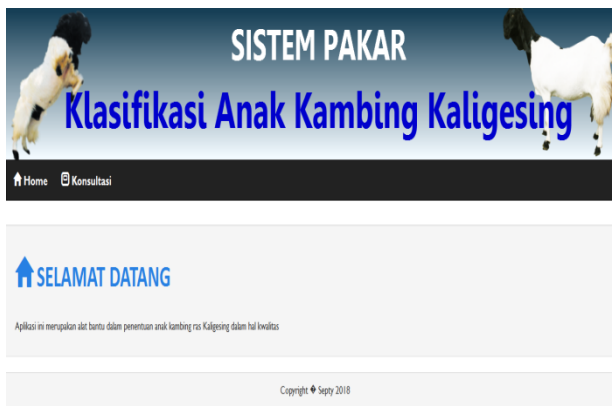 SISTEM PAKAR
Klasifikasi Anak Kambing Kaligesing
Home Konsultasi
SELAMAT DATANG
Aplikasi ini merupakan alat bantu dalam penentuan anak kambing ras Kaligesing dalam hal kwalitas
Copyright � Septy 2018